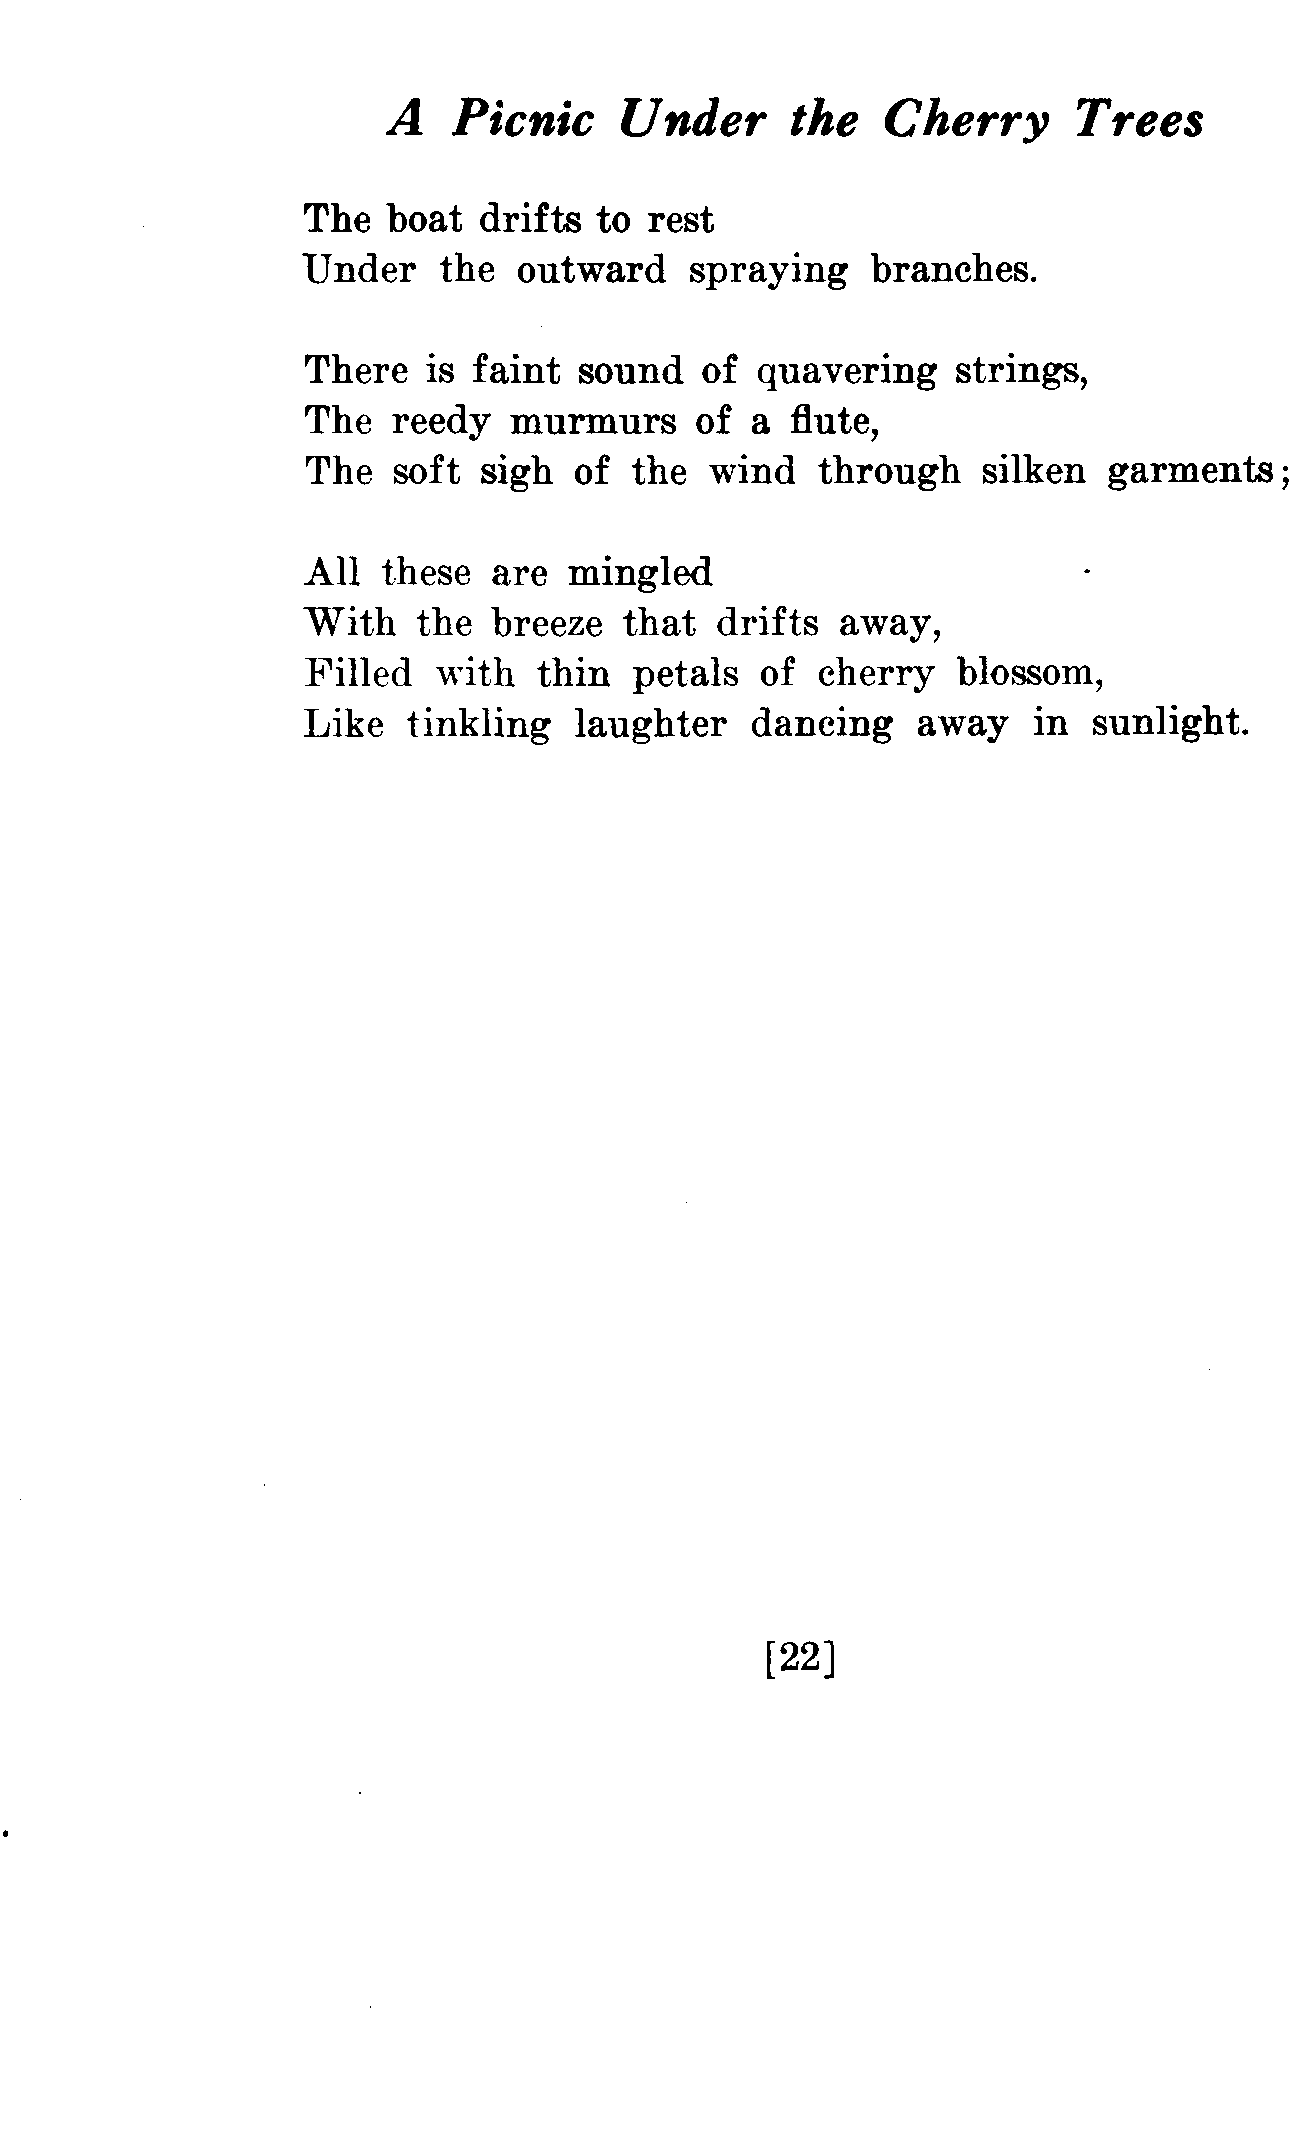 A Picnic Under the Cherry Trees
The boat drifts to rest
Under the outward spraying branches.
There is faint sound of quavering strings,
The reedy murmurs of a flute,
The soft sigh of the wind through silken garments;
All these are mingled
With the breeze that drifts away,
Filled with thin petals of cherry blossom,
Like tinkling laughter dancing away in sunlight.
[22]